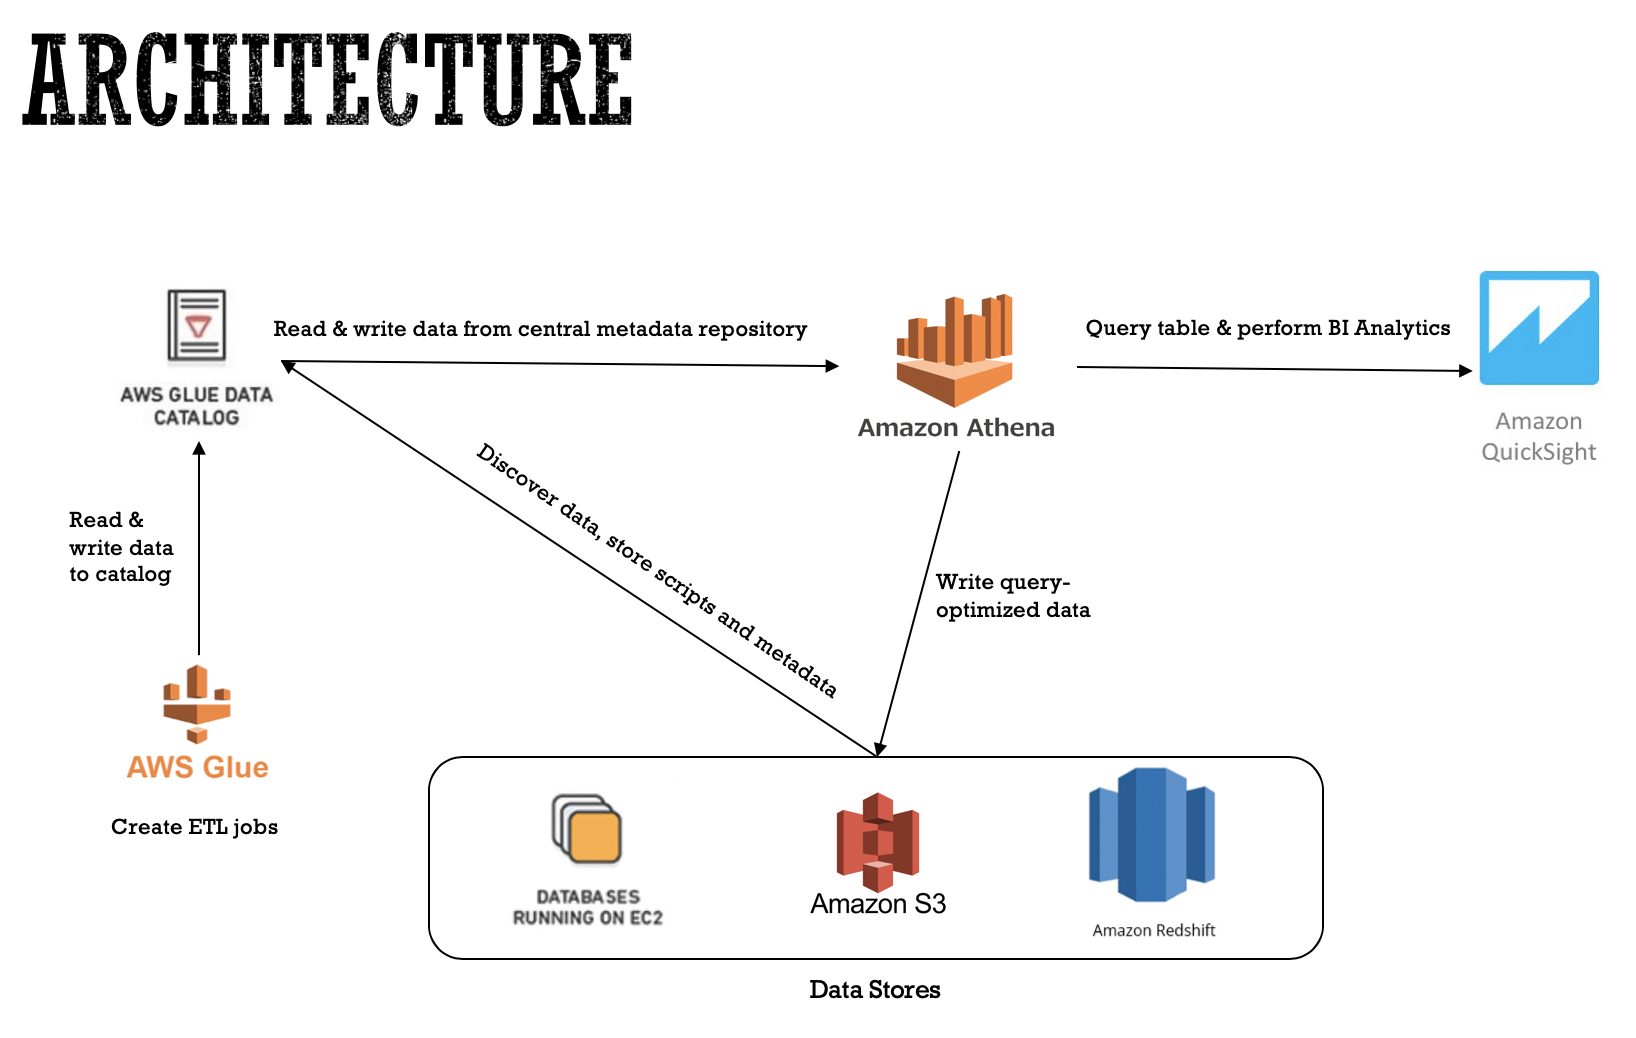 ARCHITECTURE
Read & write data from central metadata repository
Query table & perform BI Analytics
AWS GLUE DATA
CATALOG
Amazon Athena
Amazon
QuickSight
Discover data, store scripts and metadata
Read &
write data
to catalog
Write query-
optimized data
AWS Glue
Create ETL jobs
DATABASES
RUNNING ON EC2
Amazon S3
Amazon Redshift
Data Stores